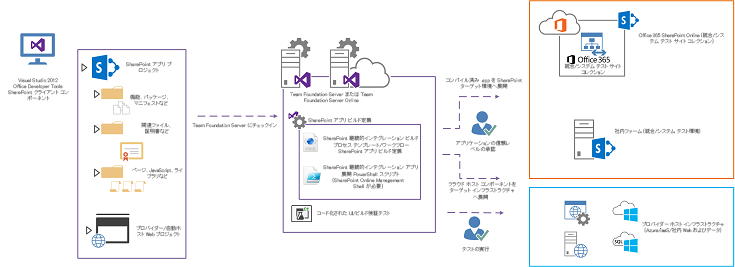 Visual Studio 2012
Office Developer Tools
SharePoint クライアント コン
ポーネント
SharePoint アプリ プ
ロジェクト
機能、パッケージ、
マニフェストなど
関連ファイル、
証明書など
ページ、JavaScript、ライ
ブラリなど
プロバイダー/自動ホ
スト Web プロジェクト
Team Foundation Server にチェックイン
Team Foundation Server または Team
Foundation Server Online
SharePoint アプリ ビルド定義
SharePoint 継続的インテグレーション ビルド
プロセス テンプレート/ワークフロー
SharePoint アプリ ビルド定義
SharePoint 継続的インテグレーション アプリ
展開 PowerShell スクリプト
(SharePoint Online Management
Shell が必要)
コード化された UI/ビルド検証テスト
コンパイル済み .app を SharePoint
ターゲット環境へ展開
アプリケーションの信頼レ
ベルの承認
クラウド ホスト コンポーネントを
ターゲット インフラストラクチャ
へ展開
テストの実行
Office 365
統合/システム テスト サイト
コレクション
Office 365 SharePoint Online (統合/シス
テム テスト サイト コレクション)
社内ファーム (統合/システム テスト環境)
SQL
プロバイダー ホスト インフラストラクチャ
(Azure/IaaS/社内 Web およびデータ)